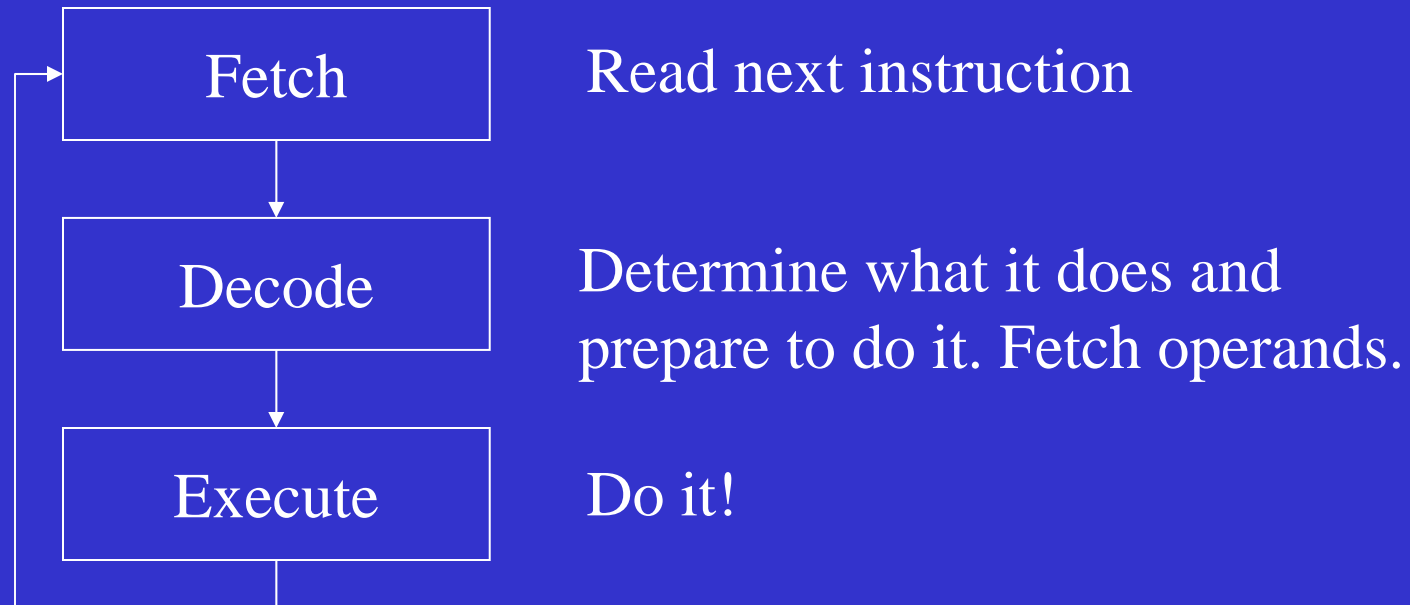 Fetch
Read next instruction
Decode
Determine what it does and
prepare to do it. Fetch operands.
Execute
Do it!